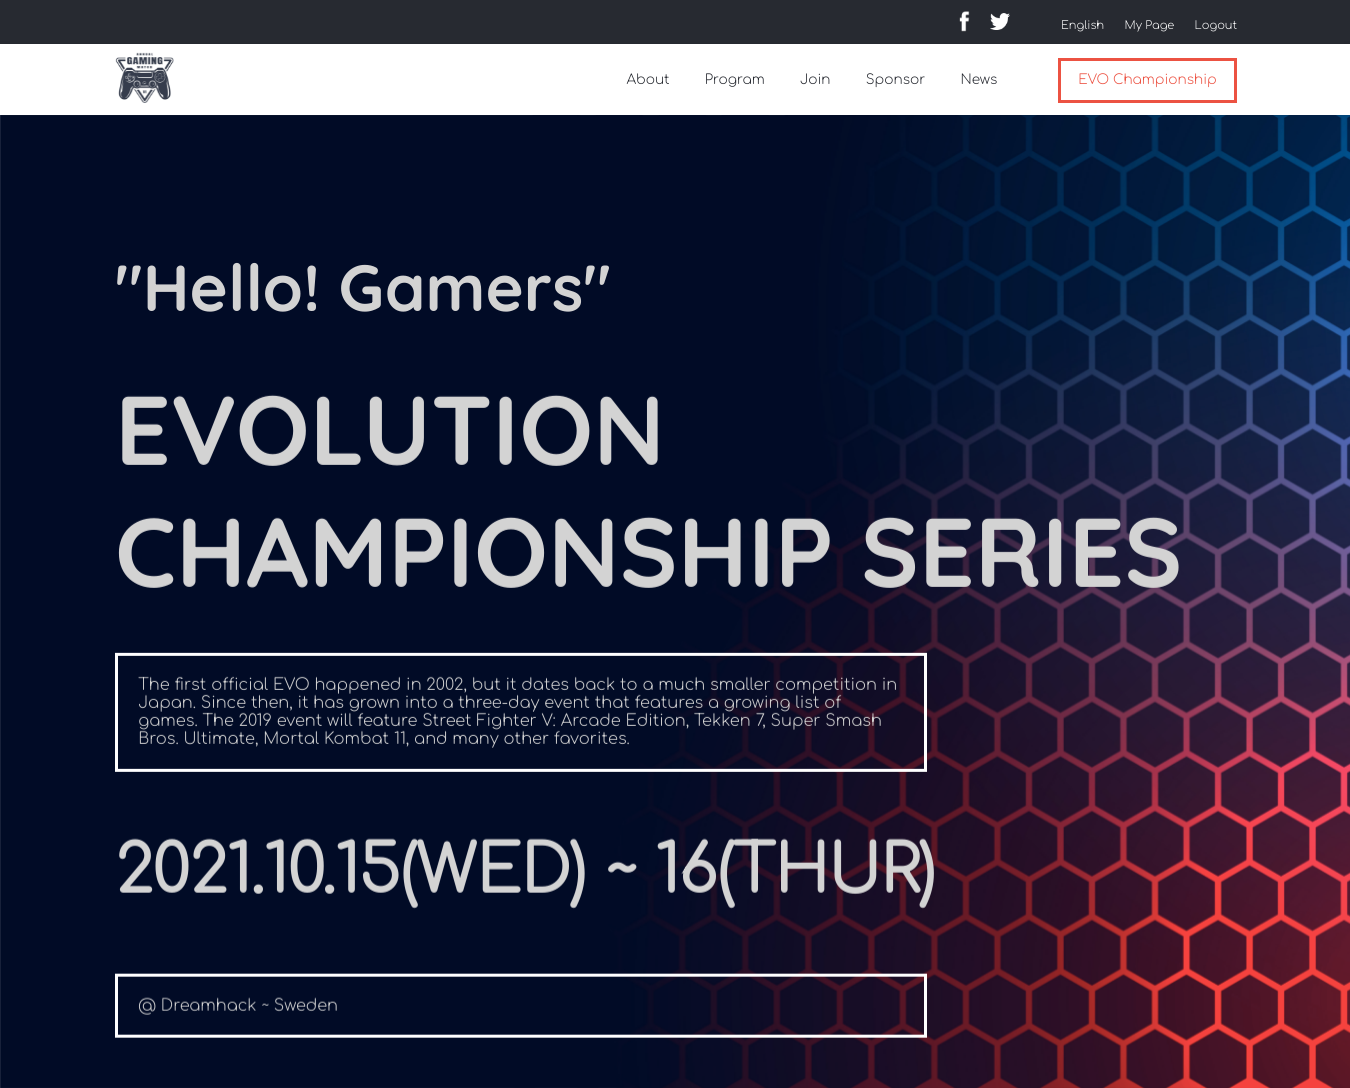 English My Page Logout
GAMING
About Program Join Sponsor News EVO Championship
"Hello! Gamers"
EVOLUTION
CHAMPIONSHIP SERIES
The first official EVO happened in 2002, but it dates back to a much smaller competition in
Japan. Since then, it has grown into a three-day event that features a growing list of
games. The 2019 event will feature Street Fighter V: Arcade Edition, Tekken 7, Super Smash
Bros. Ultimate, Mortal Kombat 11, and many other favorites.
2021.10.15(WED) ~ 16(THUR)
@ Dreamhack ~ Sweden